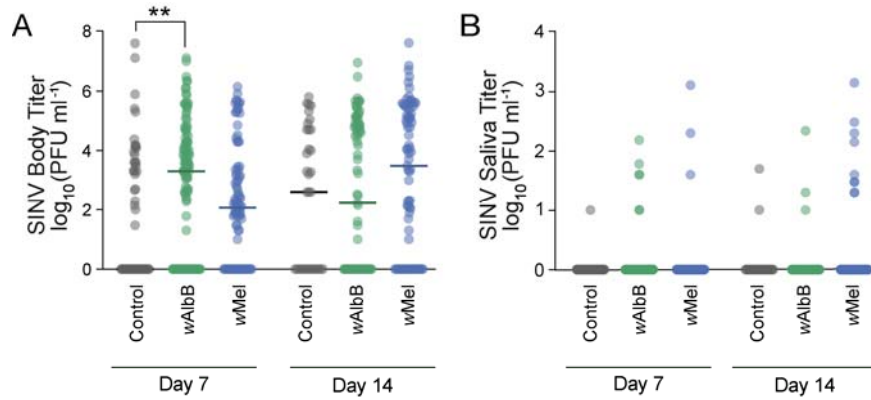 A
SINV Body Titer
log10(PFU ml-1)
8
6
4
2
0
**
Control
wAlbB
wMel
Control
wAlbB
wMel
Day 7
Day 14
B
SINV Saliva Titer
log10(PFU ml-1)
4
3
2
1
0
Control
wAlbB
wMel
Control
wAlbB
wMel
Day 7
Day 14